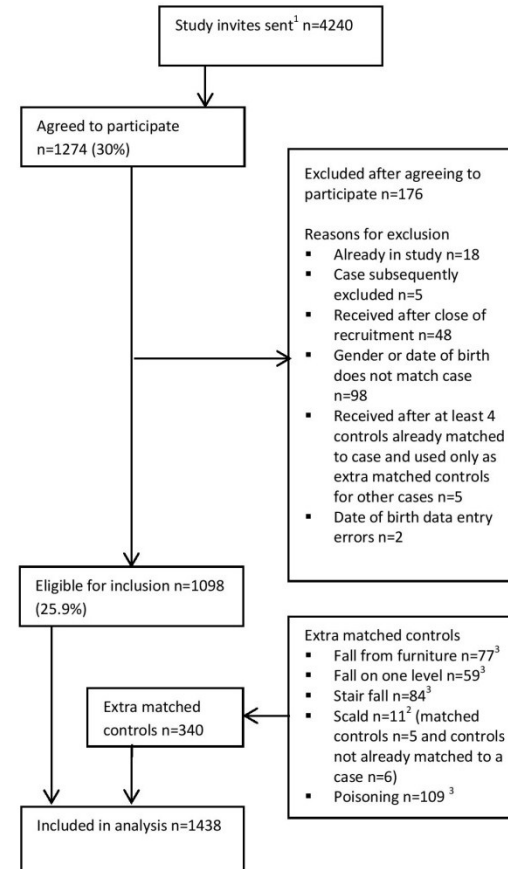 Study invites sent1 n=4240
Agreed to participate
n=1274 (30%)
Excluded after agreeing to
participate n=176
Reasons for exclusion
▪ Already in study n=18
▪ Case subsequently
excluded n=5
▪ Received after close of
recruitment n=48
▪ Gender or date of birth
does not match case
n=98
▪ Received after at least 4
controls already matched
to case and used only as
extra matched controls
for other cases n=5
▪ Date of birth data entry
errors n=2
Eligible for inclusion n=1098
(25.9%)
Extra matched controls
▪ Fall from furniture n=773
▪ Fall on one level n=593
▪ Stair fall n=843
▪ Scald n=112 (matched
controls n=5 and controls
not already matched to a
case n=6)
▪ Poisoning n=109 3
Extra matched
controls n=340
Included in analysis n=1438